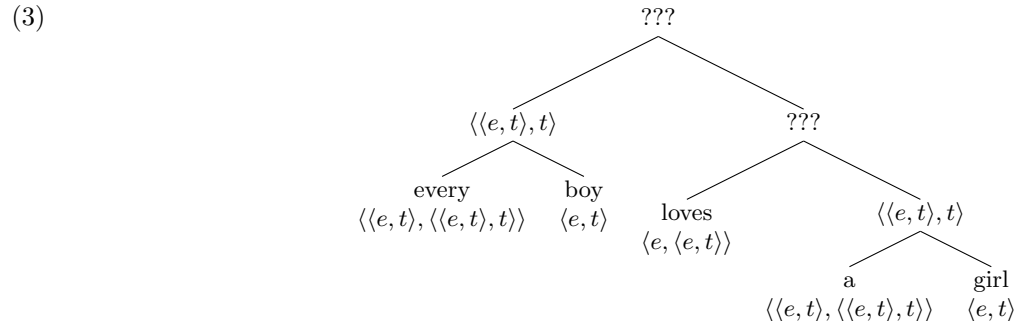 (3)
???
⟨⟨e, t⟩, t⟩ ???
every boy loves ⟨⟨e, t⟩, t⟩
⟨⟨e, t⟩, ⟨⟨e, t⟩, t⟩⟩ ⟨e, t⟩ ⟨e, ⟨e, t⟩⟩
a girl
⟨⟨e, t⟩, ⟨⟨e, t⟩, t⟩⟩ ⟨e, t⟩